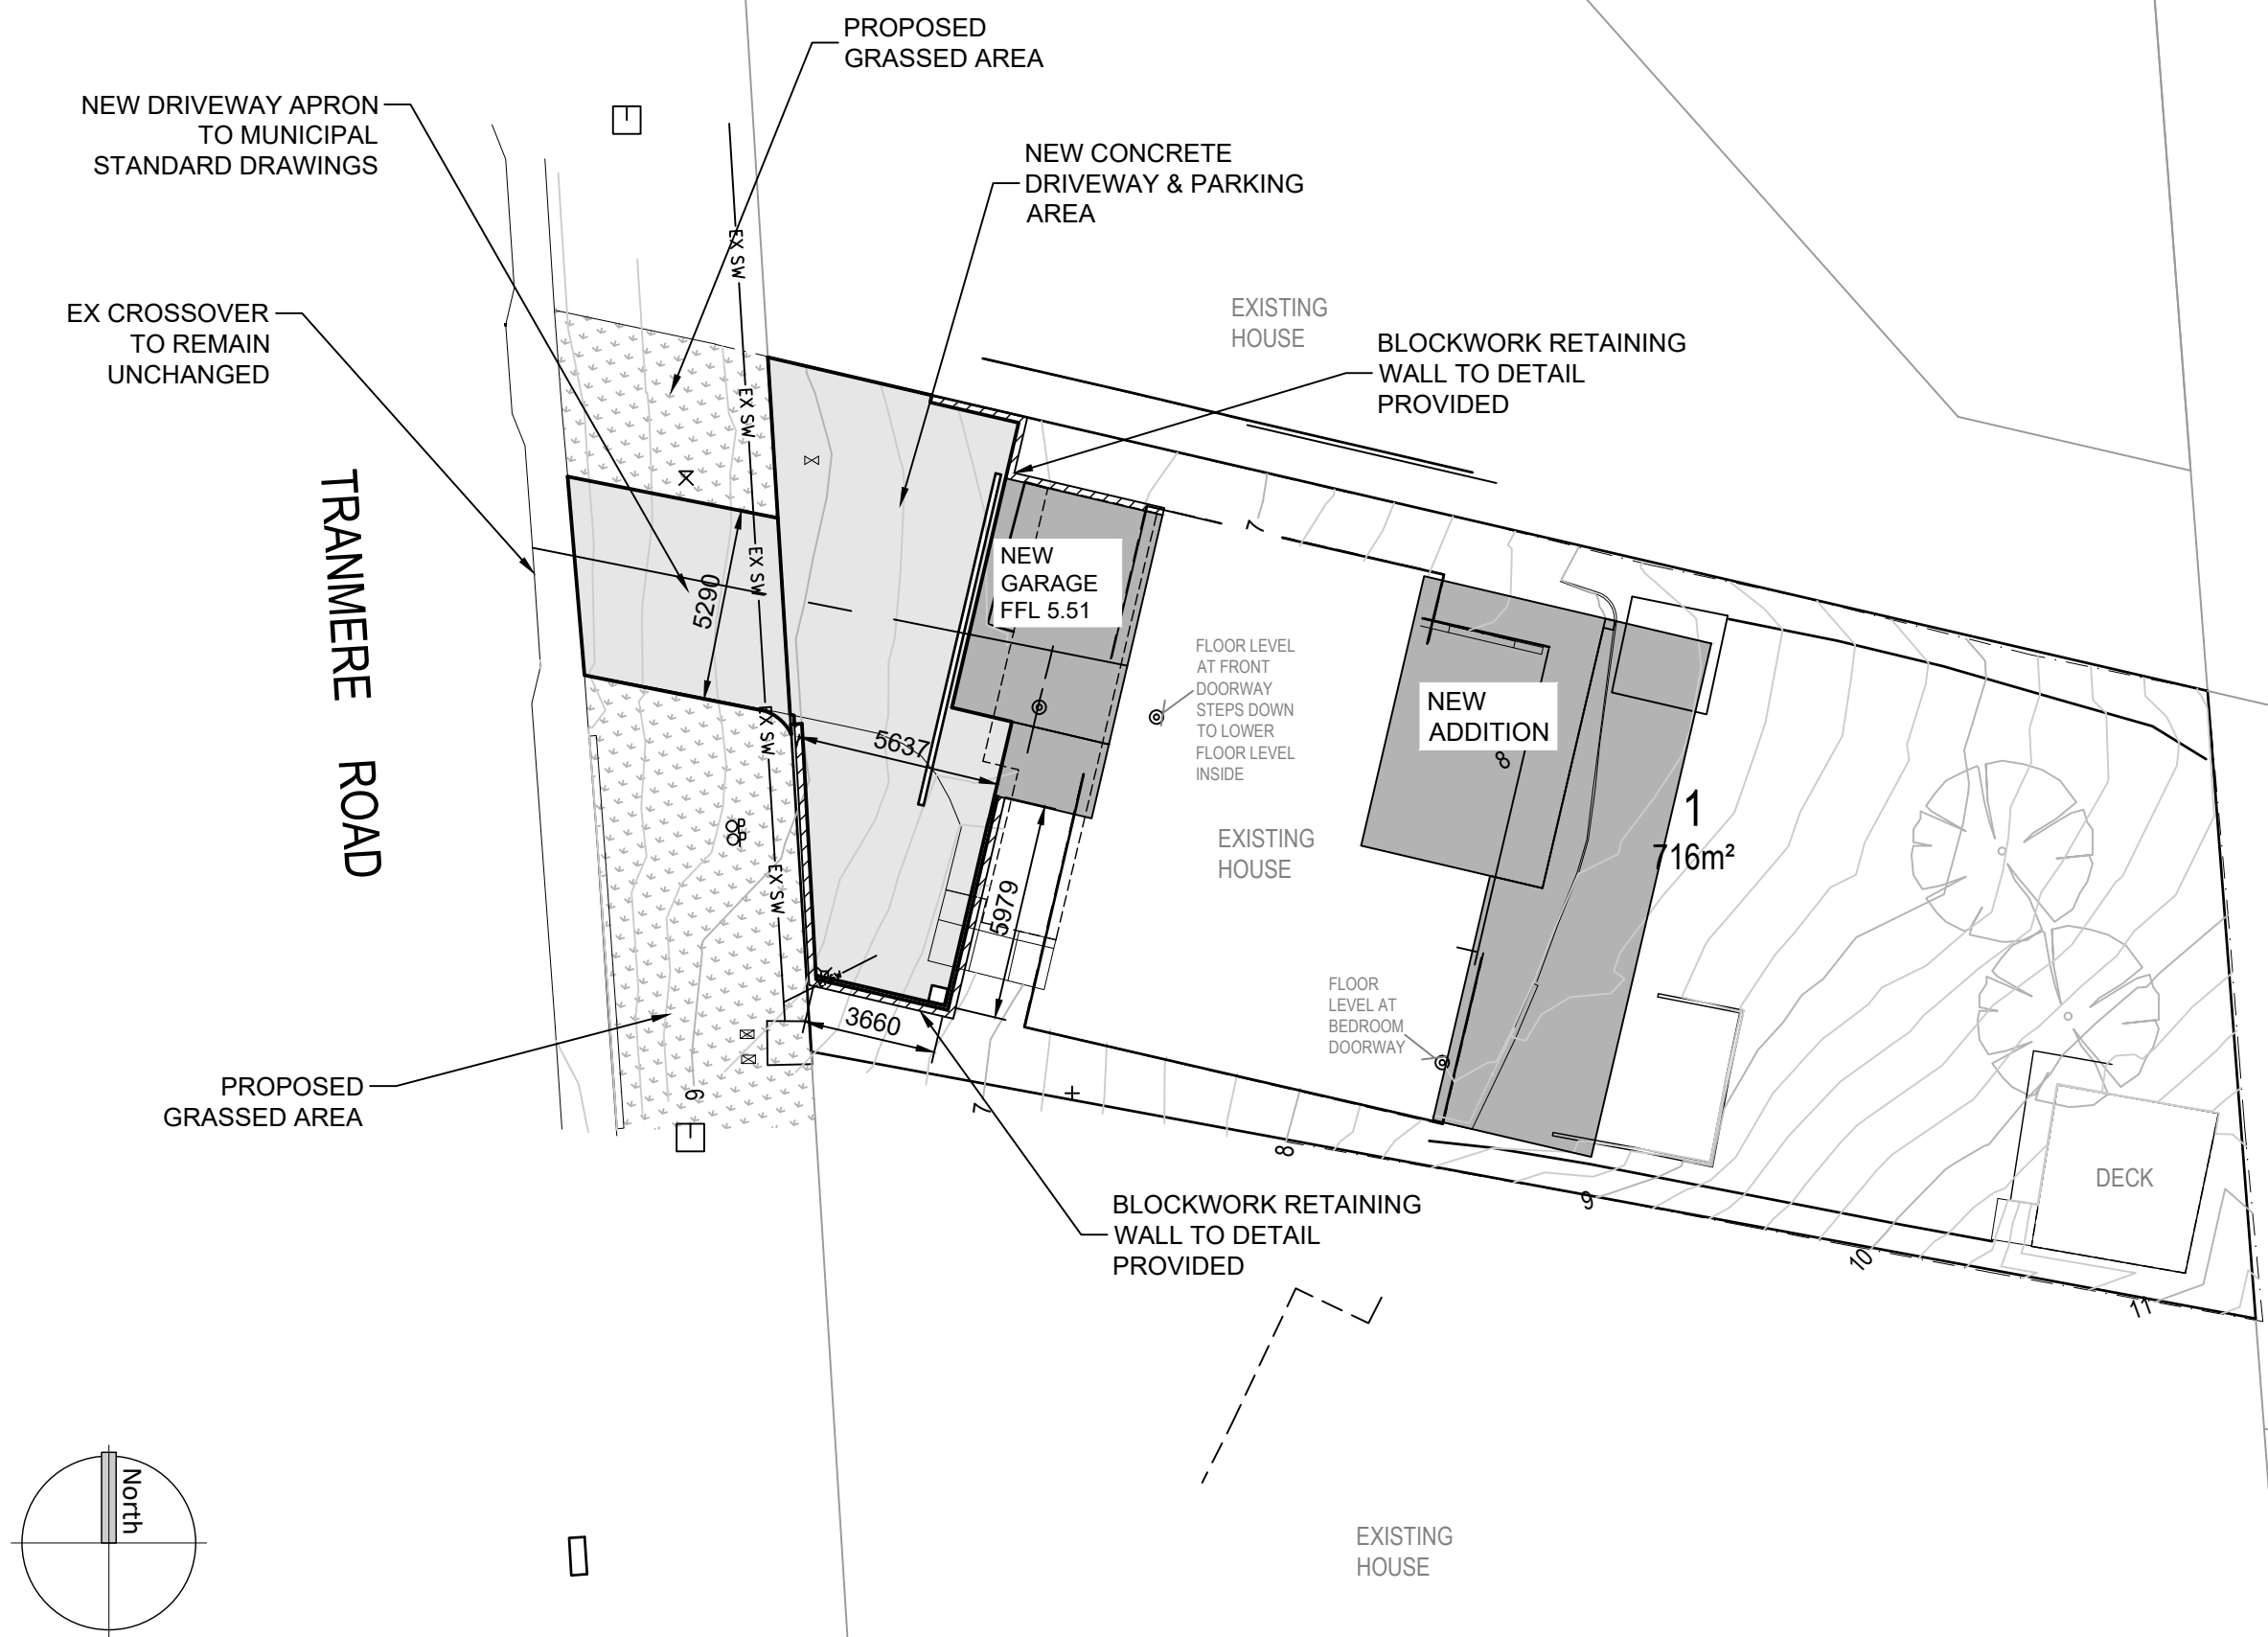 PROPOSED
GRASSED AREA
NEW DRIVEWAY APRON
TO MUNICIPAL
STANDARD DRAWINGS
NEW CONCRETE
DRIVEWAY & PARKING
AREA
EX CROSSOVER
TO REMAIN
UNCHANGED
EXISTING
HOUSE
BLOCKWORK RETAINING
WALL TO DETAIL
PROVIDED
TRANMERE ROAD
EX SW
EX SW
EX SW
EX SW
EX SW
5290
NEW
GARAGE
FFL 5.51
7
FLOOR LEVEL
AT FRONT
DOORWAY
STEPS DOWN
TO LOWER
FLOOR LEVEL
INSIDE
NEW
ADDITION
8
5637
1
716m²
EXISTING
HOUSE
5979
FLOOR
LEVEL AT
BEDROOM
DOORWAY
3660
PROPOSED
GRASSED AREA
6
7
8
9
10
11
DECK
BLOCKWORK RETAINING
WALL TO DETAIL
PROVIDED
North
EXISTING
HOUSE